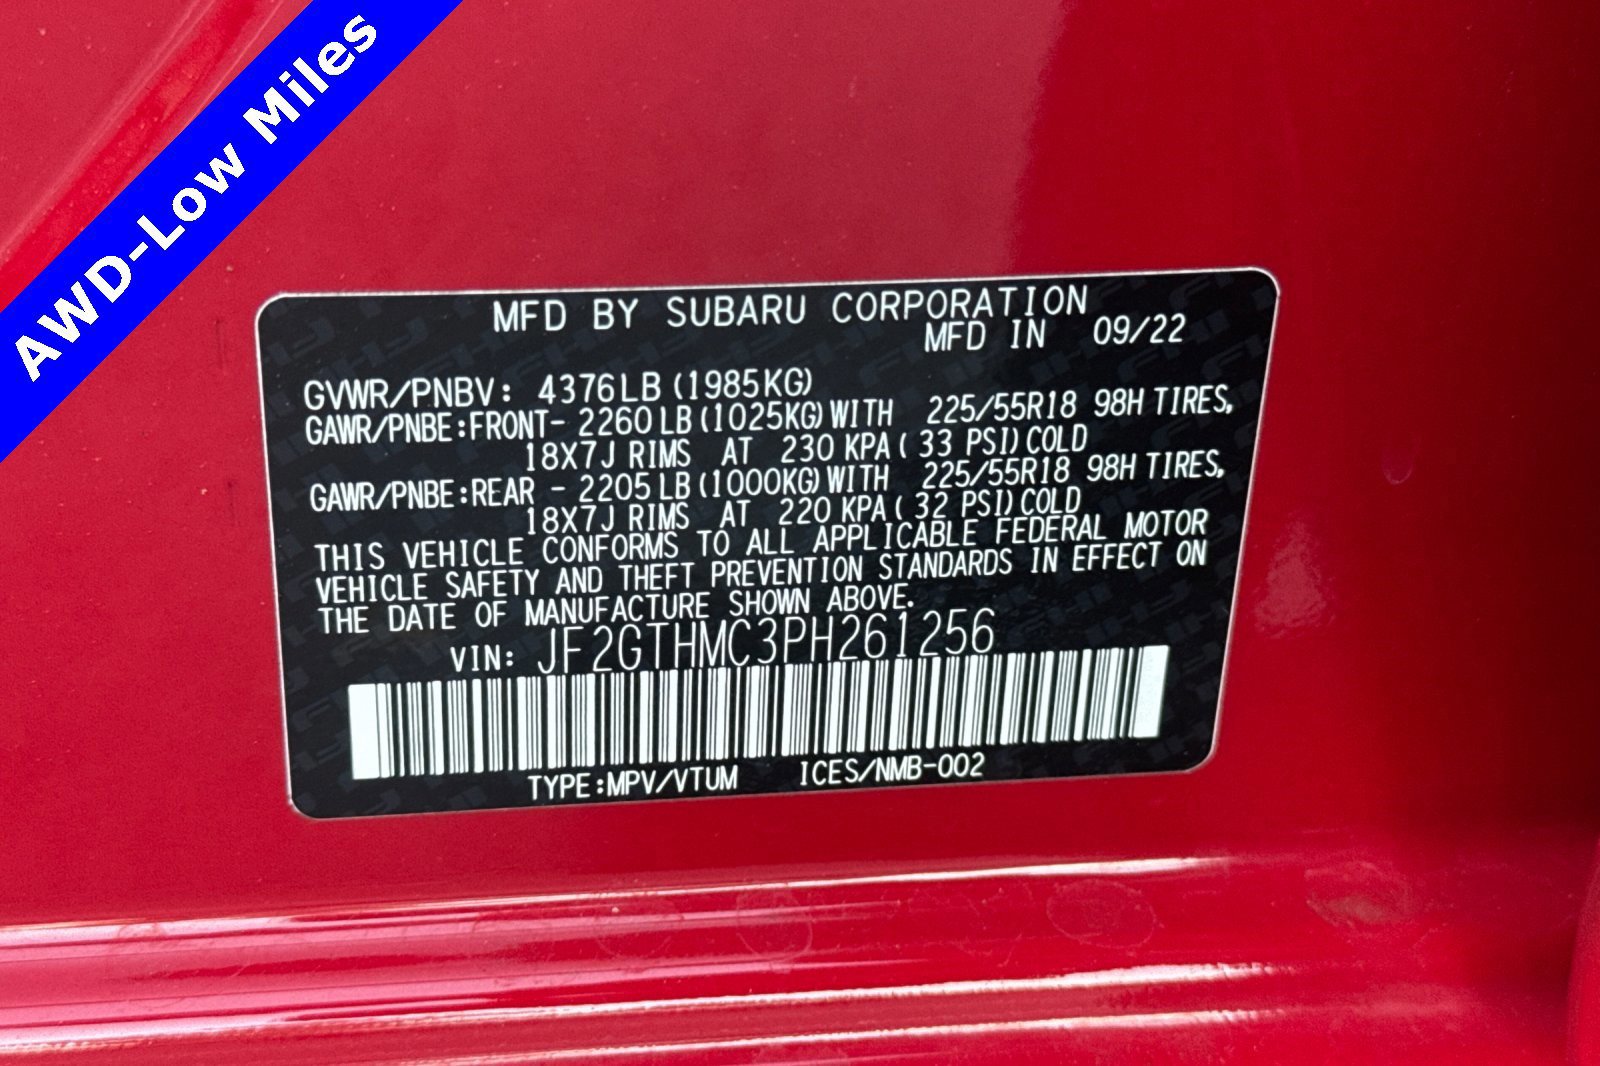 AWD-Low Miles
MFD BY SUBARU CORPORATION
MFD IN 09/22
GVWR/PNBV: 4376LB (1985KG)
GAWR/PNBE:FRONT- 2260LB (1025KG) WITH 225/55R18 98H TIRES,
18X7J RIMS AT 230 KPA ( 33 PSI) COLD
GAWR/PNBE:REAR - 2205LB (1000KG) WITH 225/55R18 98H TIRES,
18X7J RIMS AT 220 KPA ( 32 PSI) COLD
THIS VEHICLE CONFORMS TO ALL APPLICABLE FEDERAL MOTOR
VEHICLE SAFETY AND THEFT PREVENTION STANDARDS IN EFFECT ON
THE DATE OF MANUFACTURE SHOWN ABOVE.
VIN: JF2GTHMC3PH261256
TYPE:MPV/VTUM ICES/NMB-002